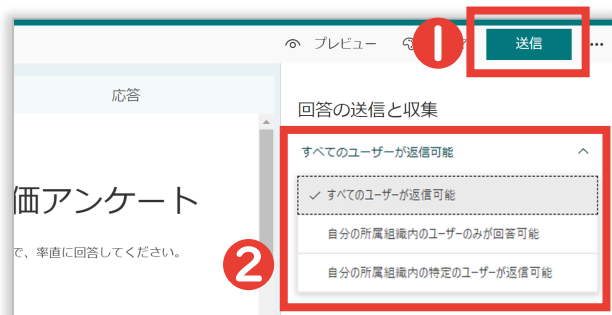 プレビュー
1
送信
...
応答
回答の送信と収集
すべてのユーザーが返信可能
すべてのユーザーが返信可能
価アンケート
自分の所属組織内のユーザーのみが回答可能
で、率直に回答してください。
2
自分の所属組織内の特定のユーザーが返信可能